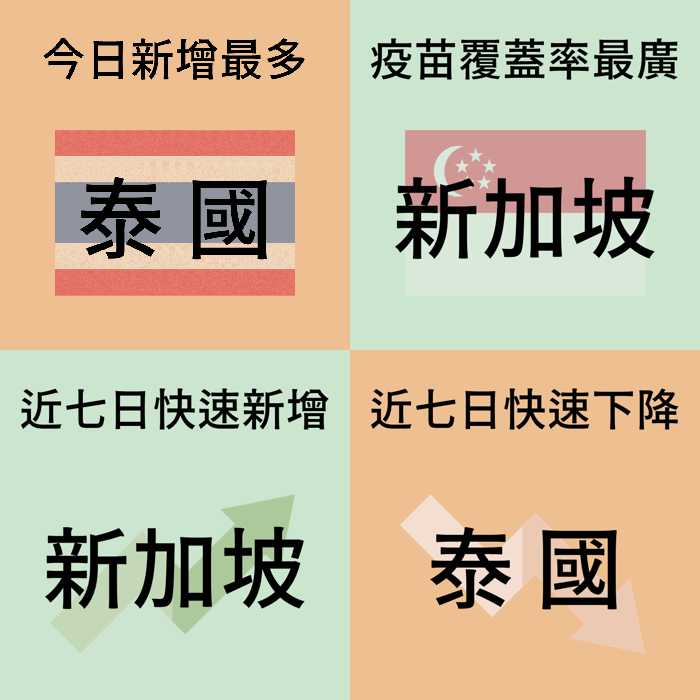 今日新增最多
泰國
疫苗覆蓋率最廣
新加坡
近七日快速新增
新加坡
近七日快速下降
泰國